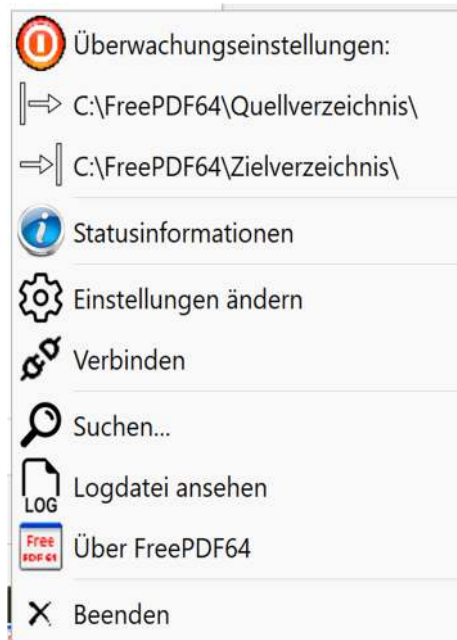 Überwachungseinstellungen:
C:\FreePDF64\Quellverzeichnis\
C:\FreePDF64\Zielverzeichnis\
Statusinformationen
Einstellungen ändern
Verbinden
Suchen...
LOG
Logdatei ansehen
Free
Über FreePDF64
Beenden